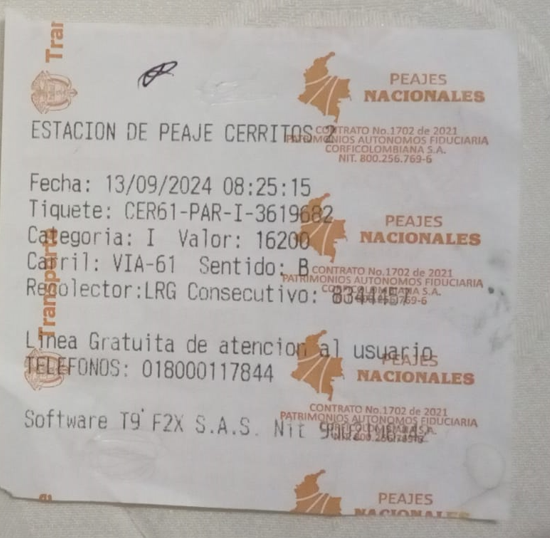 Tran
PEAJES
NACIONALES
ESTACION DE PEAJE CERRITOS 2
CONTRATO No.1702 de 2021
PATRIMONIOS AUTONOMOS FIDUCIARIA
CORFICOLOMBIANA S.A.
NIT. 800.256.769-6
Fecha: 13/09/2024 08:25:15
Tiquete: CER61-PAR-I-3619682
PEAJES
NACIONALES
Categoria: I Valor: 16200
Carril: VIA-61 Sentido: B
Transporte
CONTRATO No.1702 de 2021
PATRIMONIOS AUTONOMOS FIDUCIARIA
Recolector:LRG Consecutivo:
Linea Gratuita de atencion al usuario
PEAJES
NACIONALES
TELEFONOS: 018000117844
CONTRATO No.1702 de 2021
PATRIMONIOS AUTONOMOS FIDUCIARIA
Software T9 F2X S.A.S. Nit
PEAJES
NACIONALES